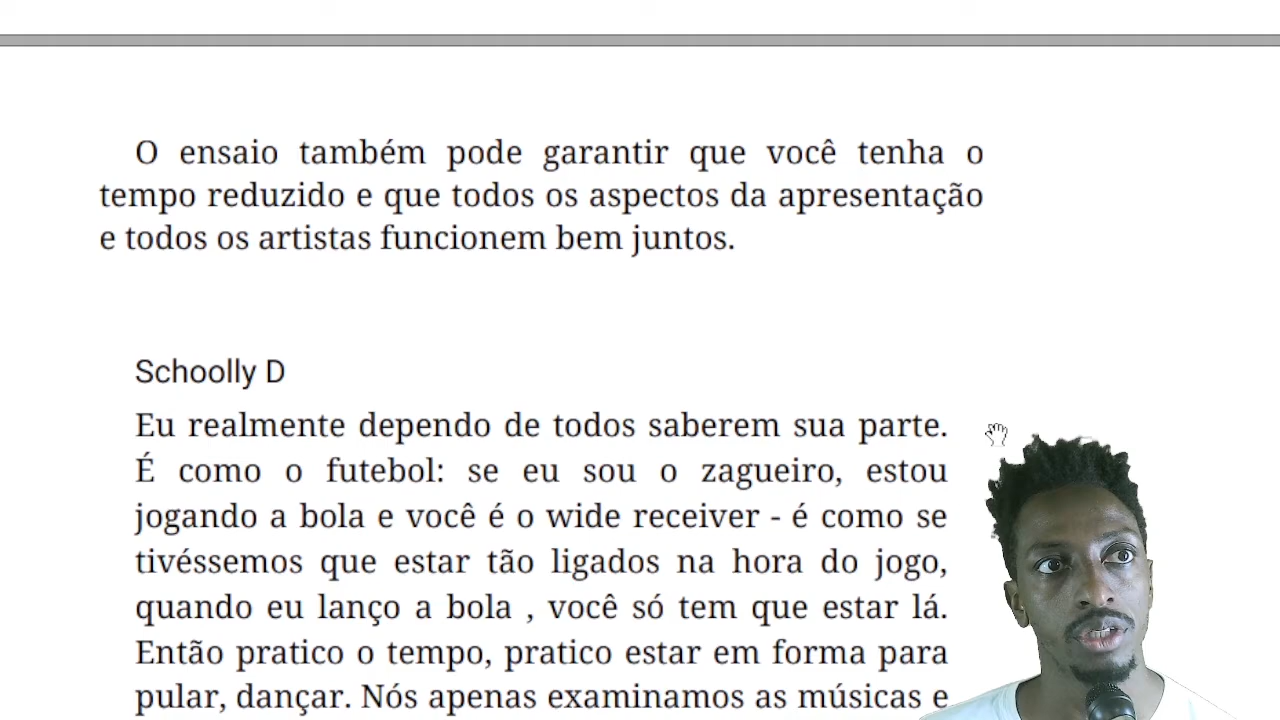 O ensaio também pode garantir que você tenha o
tempo reduzido e que todos os aspectos da apresentação
e todos os artistas funcionem bem juntos.
Schoolly D
Eu realmente dependo de todos saberem sua parte.
É como o futebol: se eu sou o zagueiro, estou
jogando a bola e você é o wide receiver - é como se
tivéssemos que estar tão ligados na hora do jogo,
quando eu lanço a bola , você só tem que estar lá.
Então pratico o tempo, pratico estar em forma para
pular, dançar. Nós apenas examinamos as músicas e